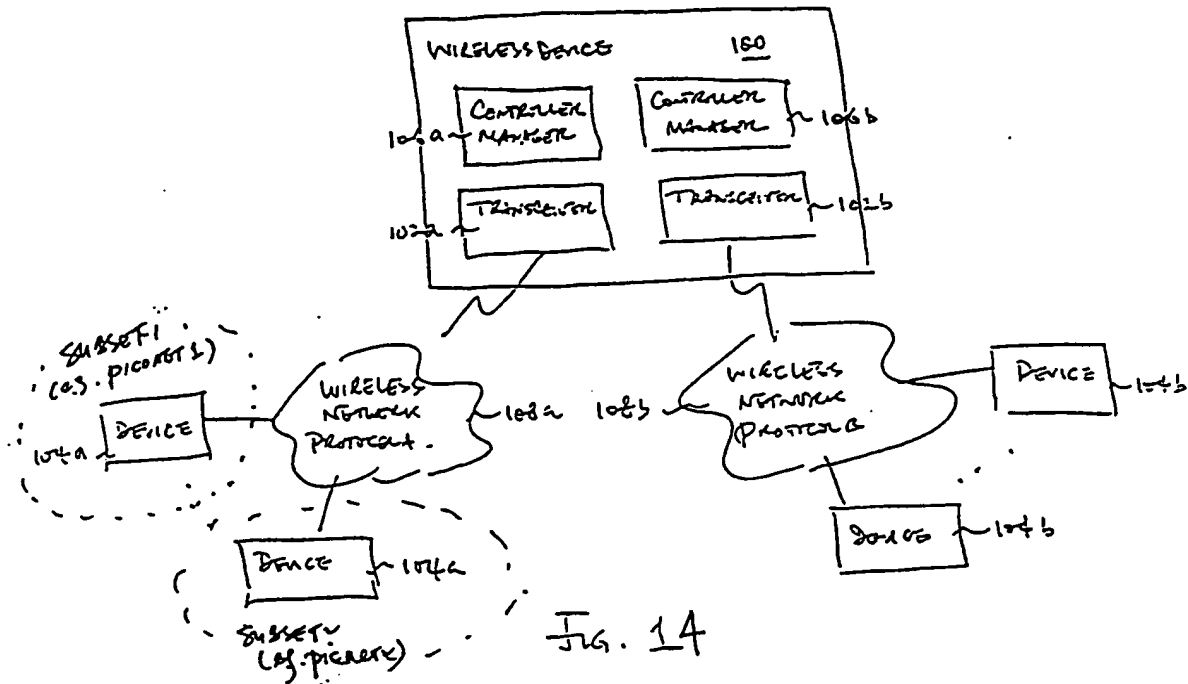 WIRELESS DEVICE 100
CONTROLLER
MANAGER
106a
CONTROLLER
MANAGER
106b
TRANSCEIVER
102a
TRANSCEIVER
102b
SUBSET 1
(e.g. PICONET 1)
DEVICE
104a
WIRELESS
NETWORK
PROTOCOL A.
108a
108b
WIRELESS
NETWORK
PROTOCOL B
DEVICE
104b
DEVICE
104b
DEVICE
104a
SUBSET
(e.g. PICONET)
FIG. 14